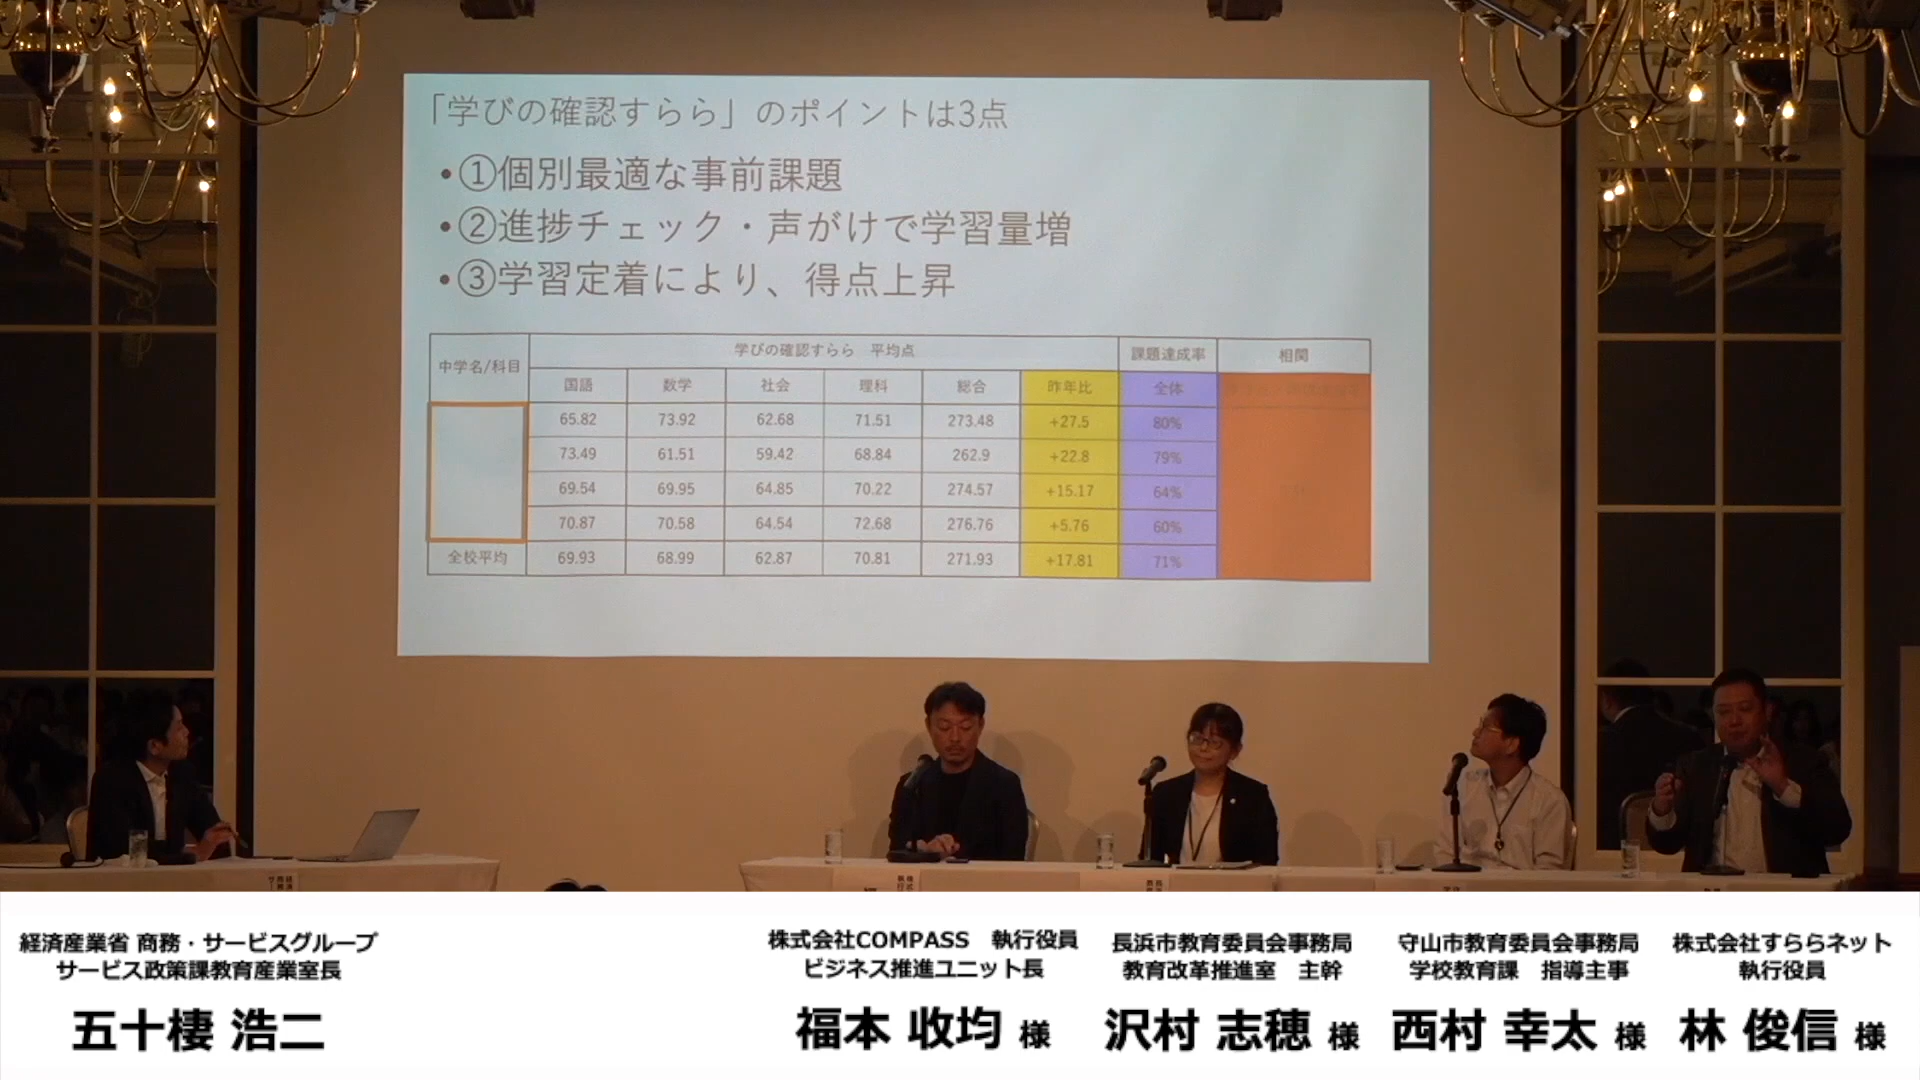 「学びの確認すらら」のポイントは3点
•①個別最適な事前課題
•②進捗チェック・声がけで学習量増
•③学習定着により、得点上昇
中学名/科目 学びの確認すらら 平均点 課題達成率 相関
国語 数学 社会 理科 総合 昨年比 全体
65.82 73.92 62.68 71.51 273.48 +27.5 80%
73.49 61.51 59.42 68.84 262.9 +22.8 79%
69.54 69.95 64.85 70.22 274.57 +15.17 64%
70.87 70.58 64.54 72.68 276.76 +5.76 60%
全校平均 69.93 68.99 62.87 70.81 271.93 +17.81 71%
経済産業省 商務・サービスグループ
サービス政策課教育産業室長
五十棲 浩二
株式会社COMPASS 執行役員
ビジネス推進ユニット長
福本 收均 様
長浜市教育委員会事務局
教育改革推進室 主幹
沢村 志穂 様
守山市教育委員会事務局
学校教育課 指導主事
西村 幸太 様
株式会社すららネット
執行役員
林 俊信 様